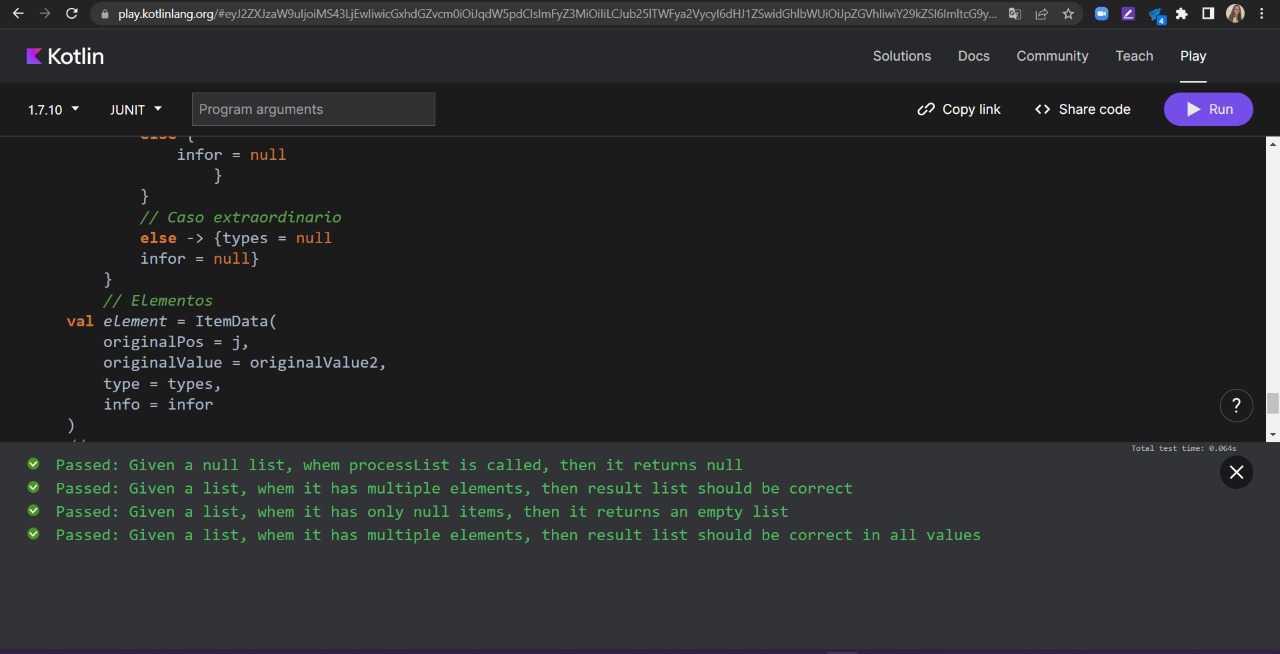 play.kotlinlang.org/#eyJ2ZXJzaW9uIjoiMS43LjEwIiwicGxhdGZvcm0iOiJqdW5pdCIsImFyZ3MiOiIiLCJub25lTWFya2VycyI6dHJ1ZSwidGhlbWUiOiJpZGVhIiwiY29kZSI6ImltcG9y...
4
Kotlin
Solutions Docs Community Teach Play
1.7.10 JUNIT Program arguments Copy link Share code Run
else {
infor = null
}
}
// Caso extraordinario
else -> {types = null
infor = null}
}
// Elementos
val element = ItemData(
originalPos = j,
originalValue = originalValue2,
type = types,
info = infor
)
//
?
Total test time: 0.064s
Passed: Given a null list, whem processList is called, then it returns null
Passed: Given a list, whem it has multiple elements, then result list should be correct
Passed: Given a list, whem it has only null items, then it returns an empty list
Passed: Given a list, whem it has multiple elements, then result list should be correct in all values